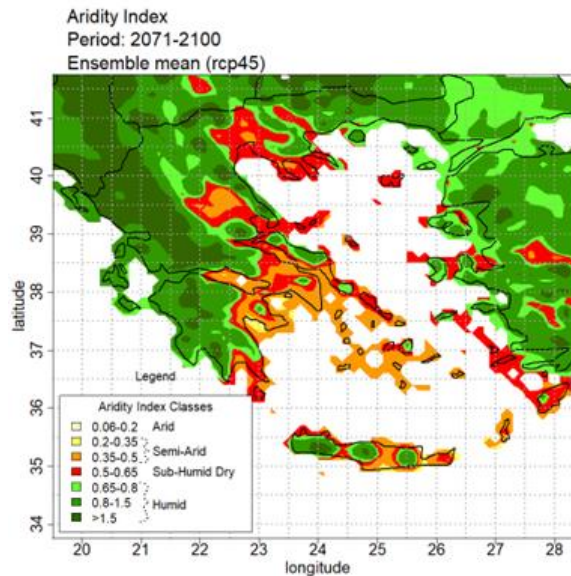 Aridity Index
Period: 2071-2100
Ensemble mean (rcp45)
41
40
39
38
37
36
35
34
latitude
Legend
Aridity Index Classes
0.06-0.2 Arid
0.2-0.35
Semi-Arid
0.35-0.5
0.5-0.65 Sub-Humid Dry
0.65-0.8
0.8-1.5 Humid
>1.5
20 21 22 23 24 25 26 27 28
longitude